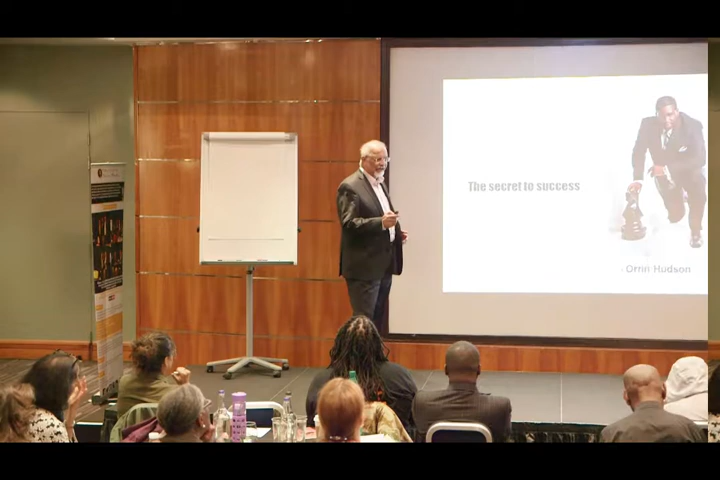 The secret to success
- Orrin Hudson